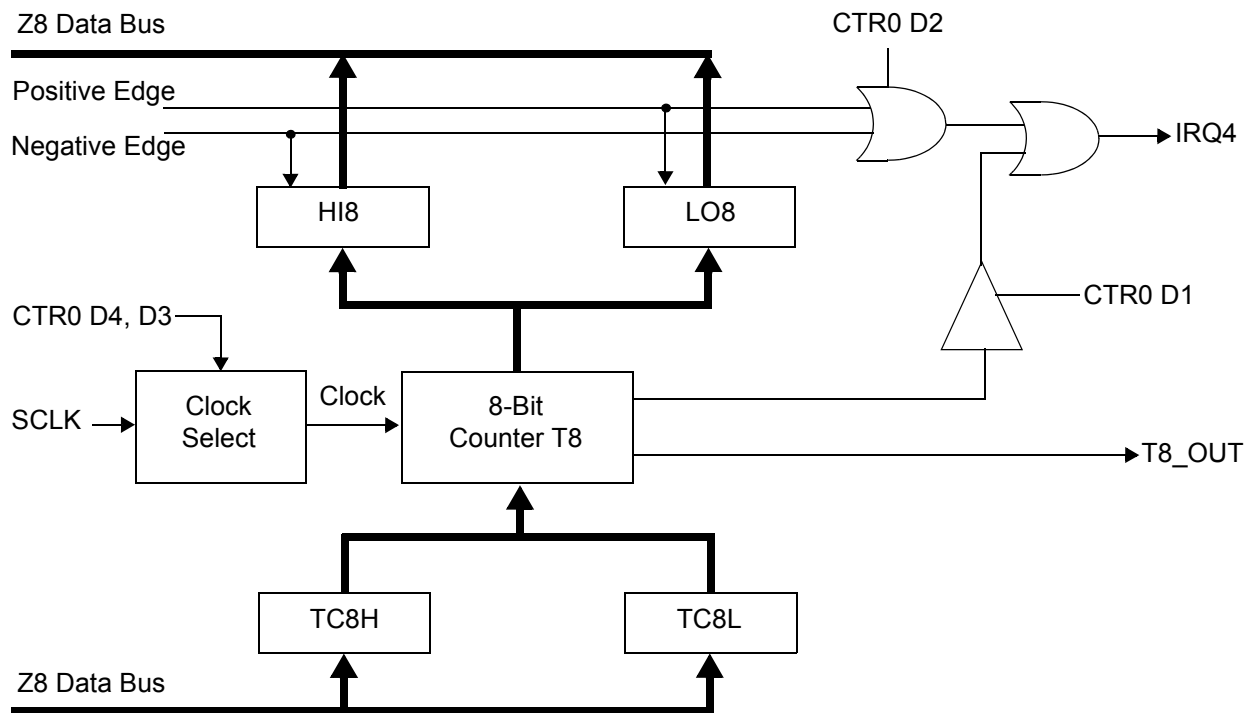 Z8 Data Bus
CTR0 D2
Positive Edge
Negative Edge
IRQ4
HI8
LO8
CTR0 D4, D3
CTR0 D1
SCLK
Clock
Select
Clock
8-Bit
Counter T8
T8_OUT
TC8H
TC8L
Z8 Data Bus